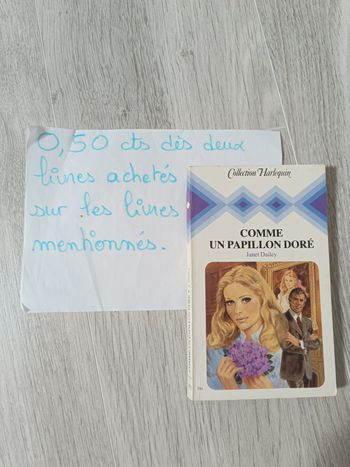 0,50 cts dès deux
livres achetés
sur les livres
mentionnés.
Collection Harlequin
COMME
UN PAPILLON DORÉ
Janet Dailey